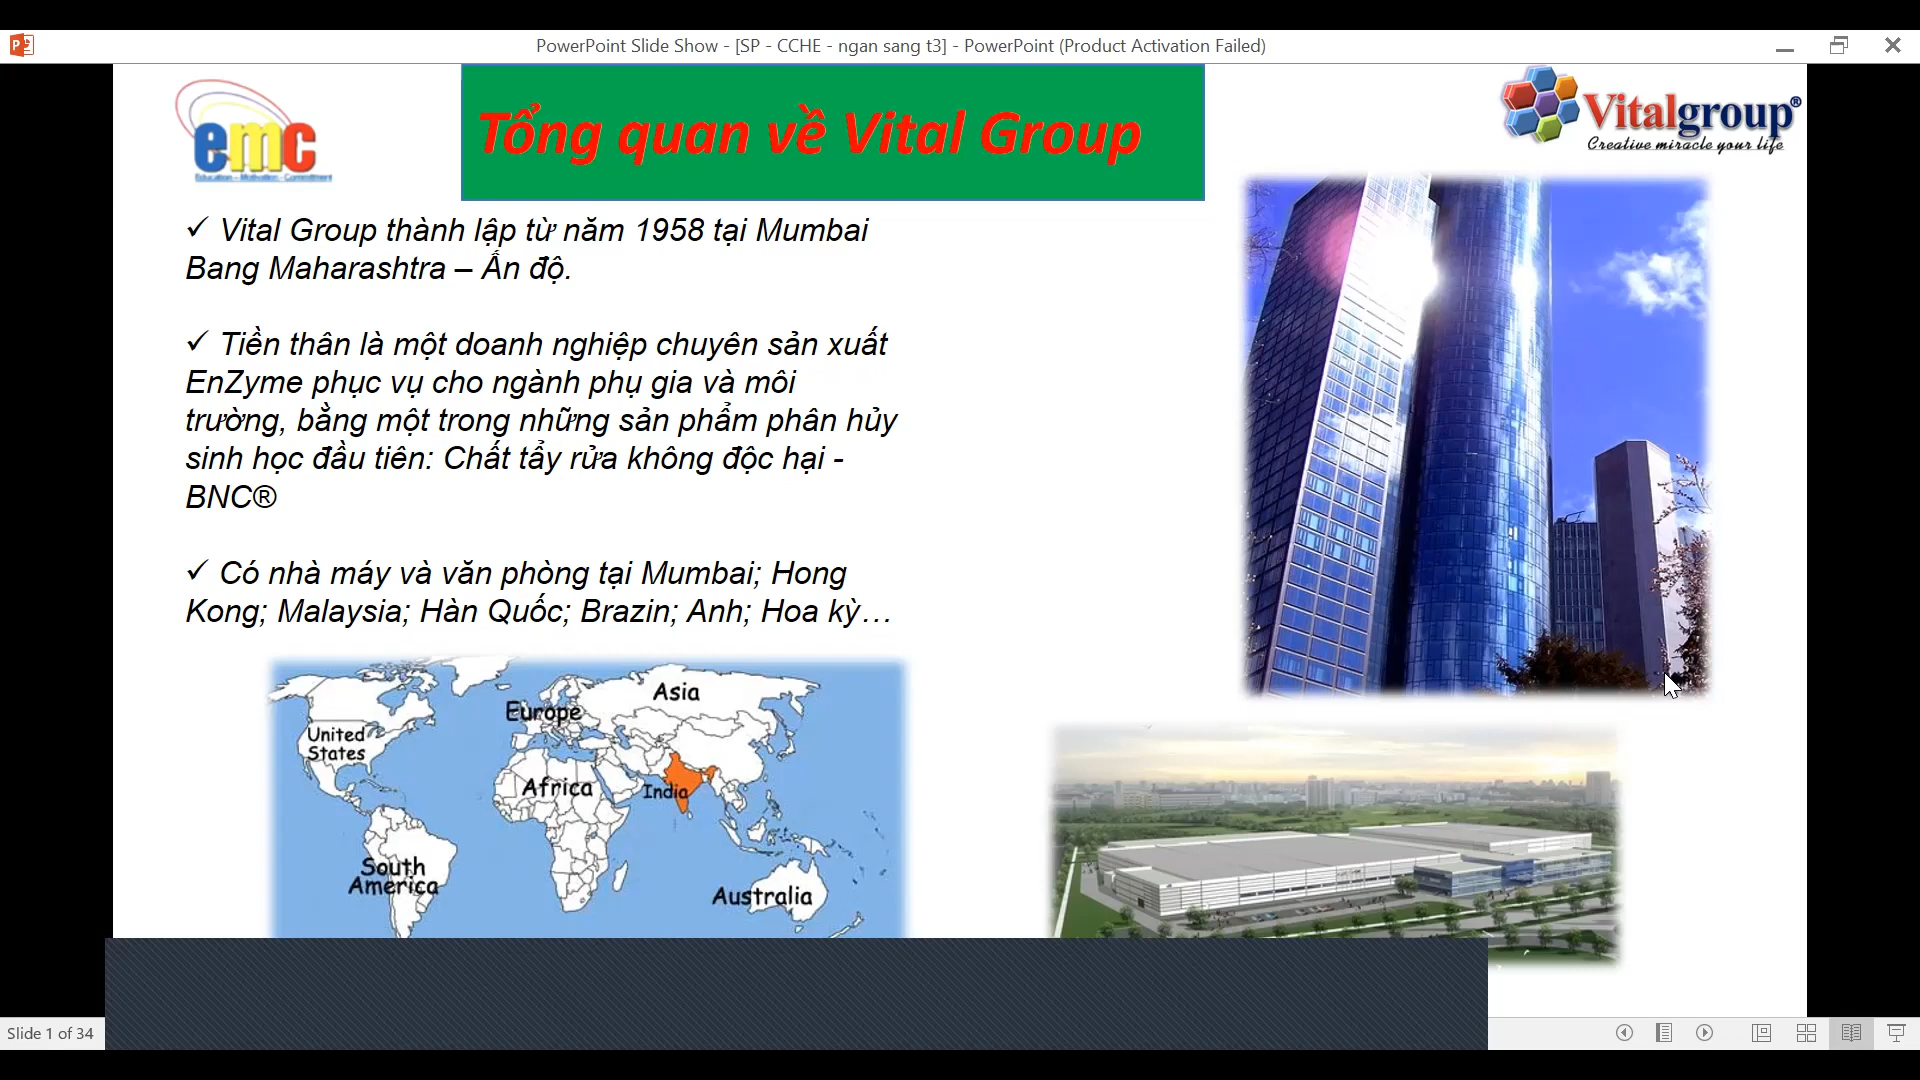 PowerPoint Slide Show - [SP - CCHE - ngan sang t3] - PowerPoint (Product Activation Failed)
emc
Education – Motivation - Commitment
Tổng quan về Vital Group
Vitalgroup®
Creative miracle your life
✓ Vital Group thành lập từ năm 1958 tại Mumbai
Bang Maharashtra – Ấn độ.
✓ Tiền thân là một doanh nghiệp chuyên sản xuất
EnZyme phục vụ cho ngành phụ gia và môi
trường, bằng một trong những sản phẩm phân hủy
sinh học đầu tiên: Chất tẩy rửa không độc hại -
BNC®
✓ Có nhà máy và văn phòng tại Mumbai; Hong
Kong; Malaysia; Hàn Quốc; Brazin; Anh; Hoa kỳ…
Asia
Europe
United
States
Africa
India
South
America
Australia
Slide 1 of 34